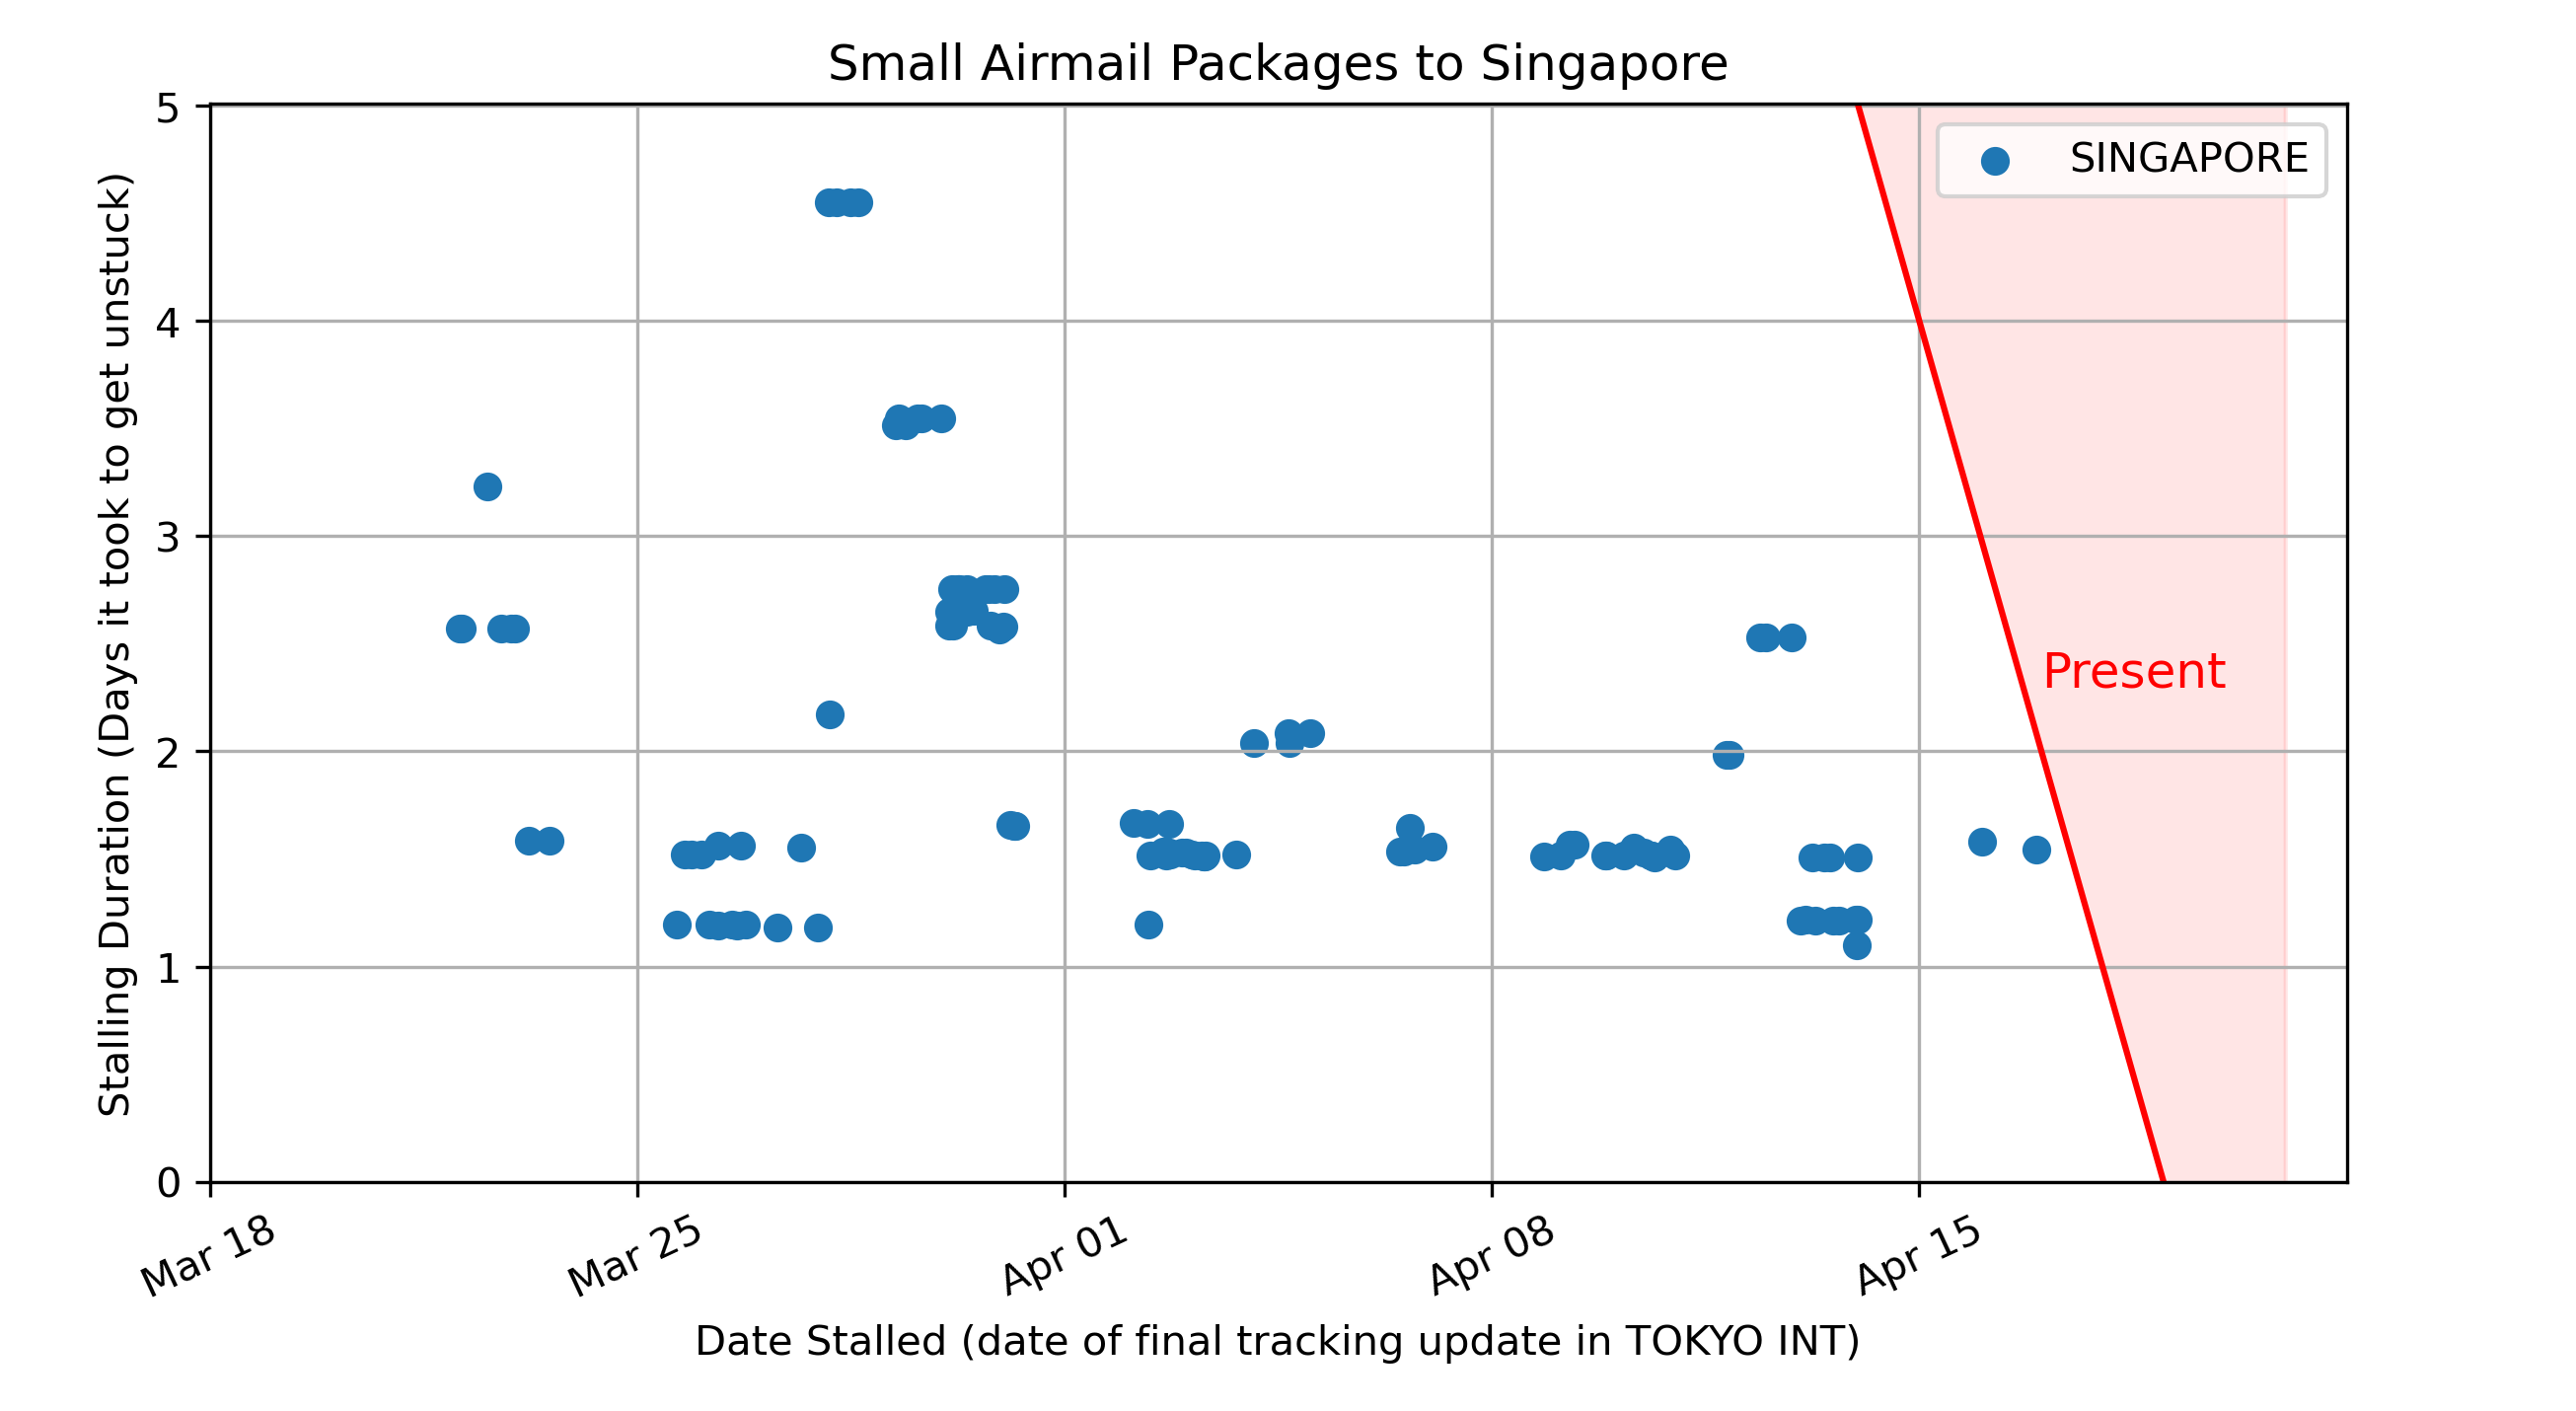 Small Airmail Packages to Singapore
Stalling Duration (Days it took to get unstuck)
5
4
3
2
1
0
SINGAPORE
Present
Mar 18
Mar 25
Apr 01
Apr 08
Apr 15
Date Stalled (date of final tracking update in TOKYO INT)